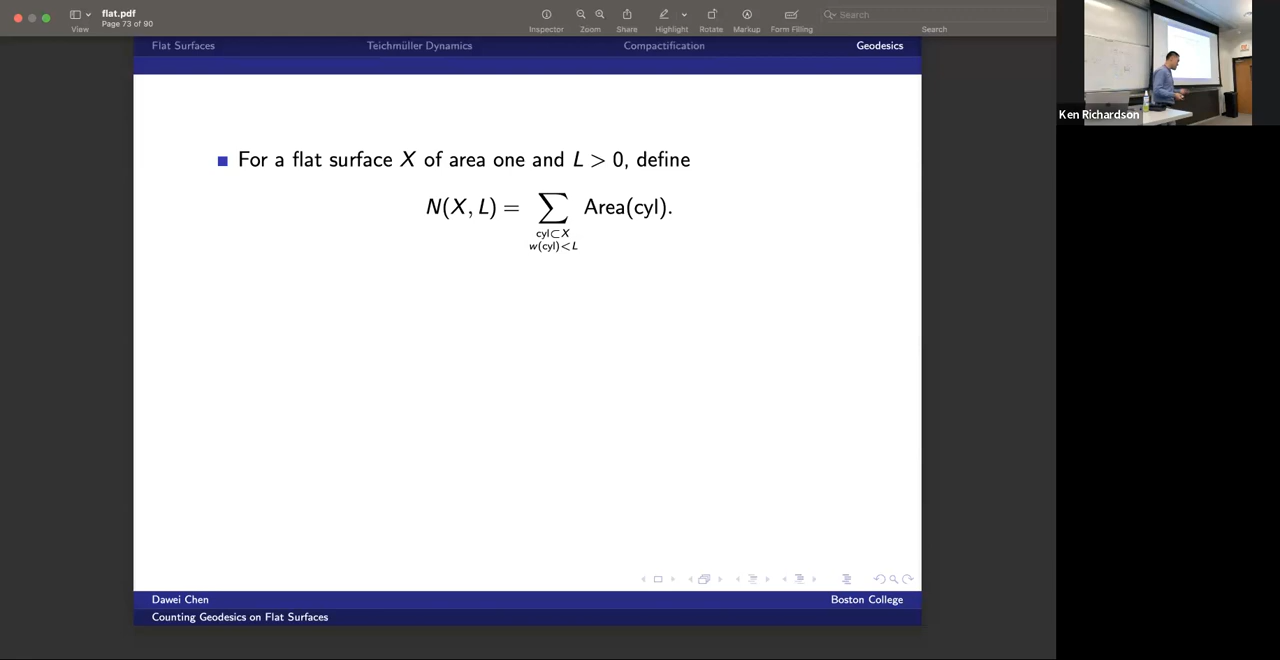 flat.pdf
Page 73 of 90
View
Inspector
Zoom
Share
Highlight
Rotate
Markup
Form Filling
Search
Search
Flat Surfaces
Teichmüller Dynamics
Compactification
Geodesics
For a flat surface X of area one and L > 0, define
N(X, L) = ∑ Area(cyl).
cyl⊂X
w(cyl)<L
Dawei Chen
Boston College
Counting Geodesics on Flat Surfaces
Ken Richardson